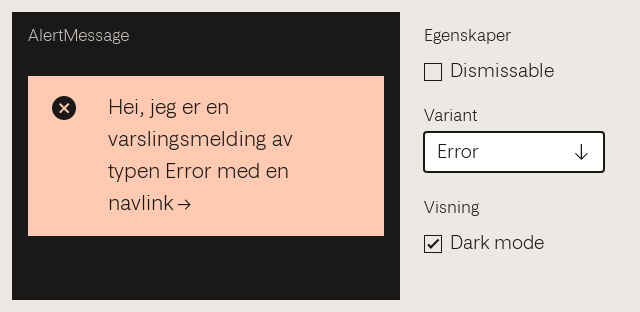 AlertMessage
Hei, jeg er en
varslingsmelding av
typen Error med en
navlink→
Egenskaper
Dismissable
Variant
Error
Visning
Dark mode